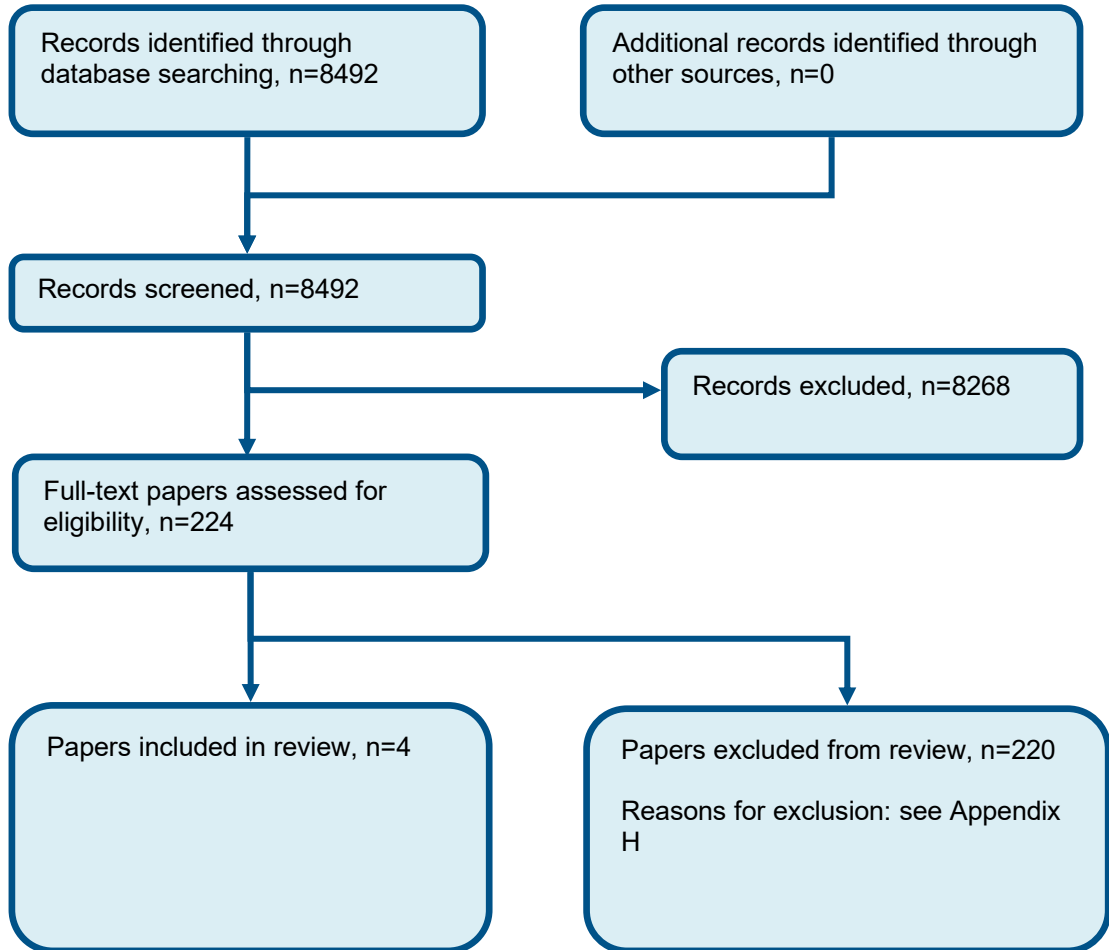 Records identified through
database searching, n=8492
Additional records identified through
other sources, n=0
Records screened, n=8492
Records excluded, n=8268
Full-text papers assessed for
eligibility, n=224
Papers included in review, n=4
Papers excluded from review, n=220
Reasons for exclusion: see Appendix
H